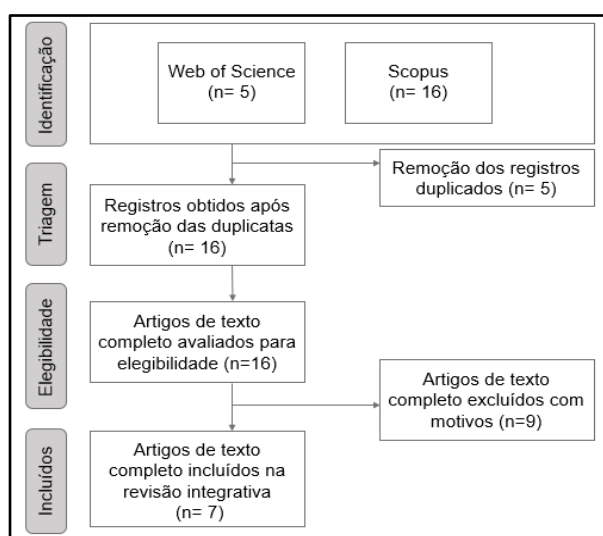 Identificação
Web of Science
(n= 5)
Scopus
(n= 16)
Triagem
Remoção dos registros
duplicados (n= 5)
Registros obtidos após
remoção das duplicatas
(n= 16)
Elegibilidade
Artigos de texto
completo avaliados para
elegibilidade (n=16)
Artigos de texto
completo excluídos com
motivos (n=9)
Incluídos
Artigos de texto
completo incluídos na
revisão integrativa
(n= 7)